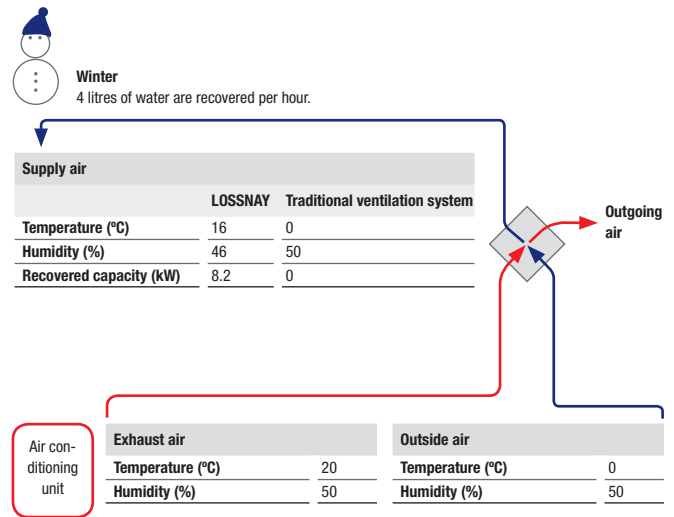 Winter
4 litres of water are recovered per hour.
Supply air
LOSSNAY Traditional ventilation system
Temperature (ºC) 16 0
Humidity (%) 46 50
Recovered capacity (kW) 8.2 0
Outgoing
air
Air con-
ditioning
unit
Exhaust air
Temperature (ºC) 20
Humidity (%) 50
Outside air
Temperature (ºC) 0
Humidity (%) 50